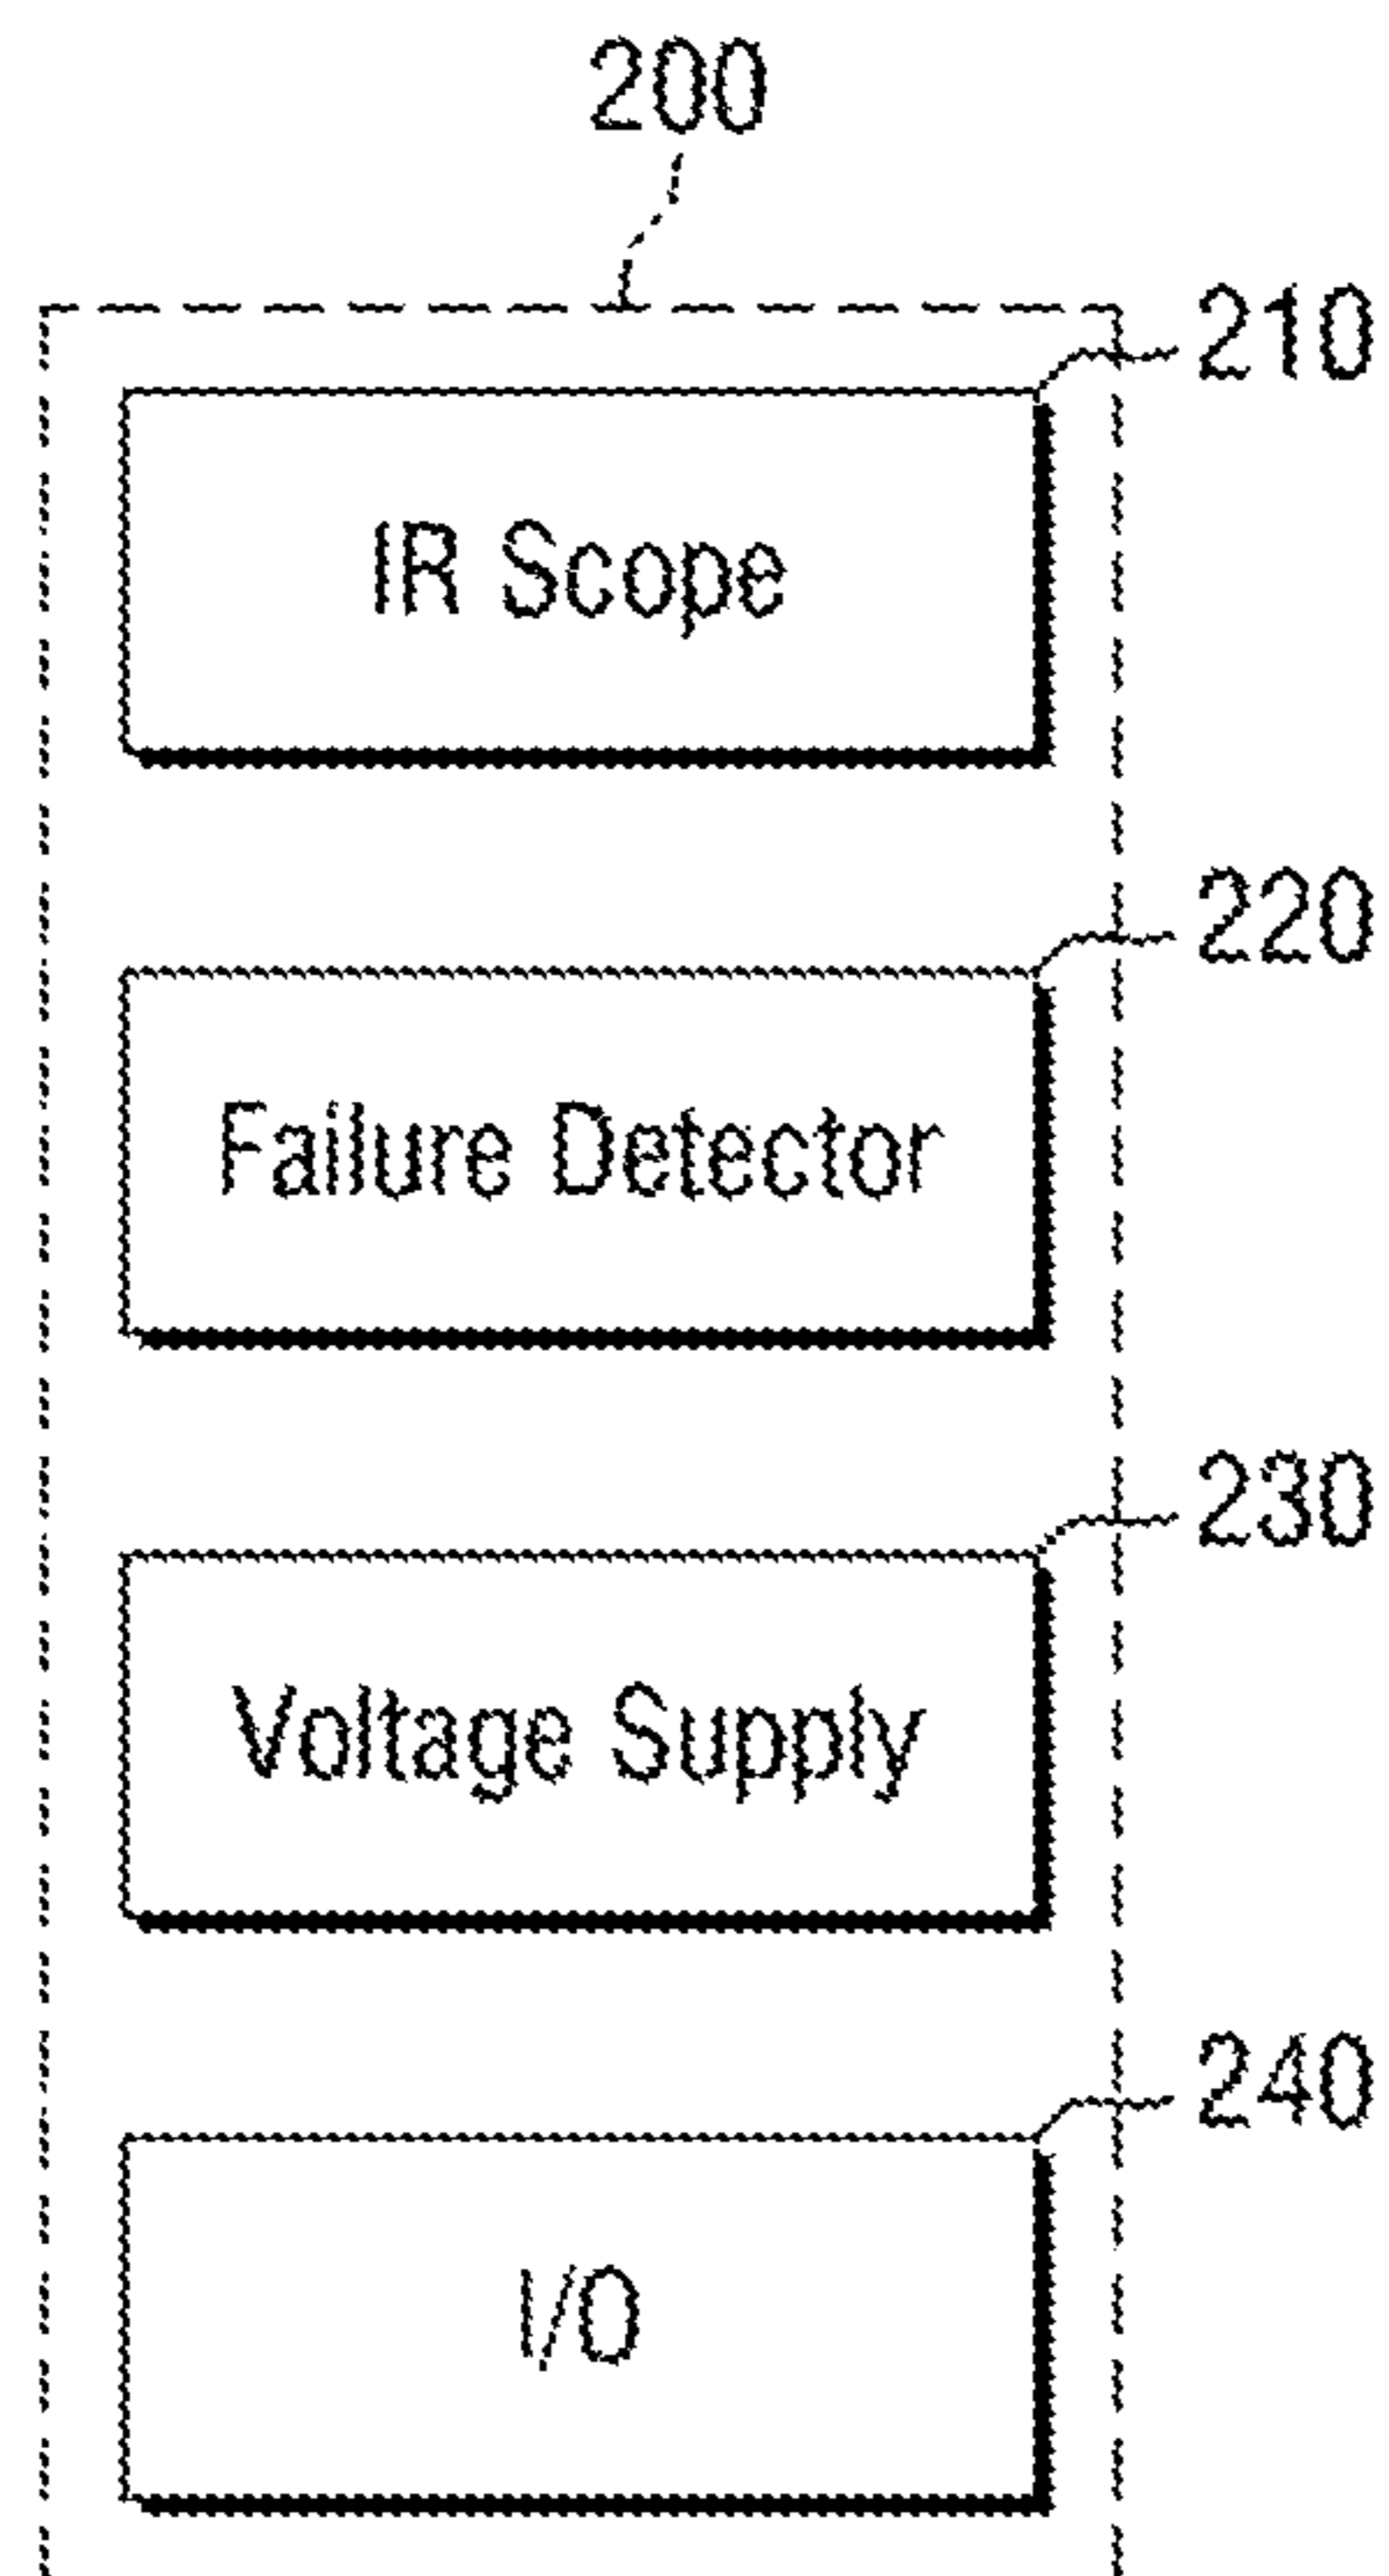 200
210
IR Scope
220
Failure Detector
230
Voltage Supply
240
I/O